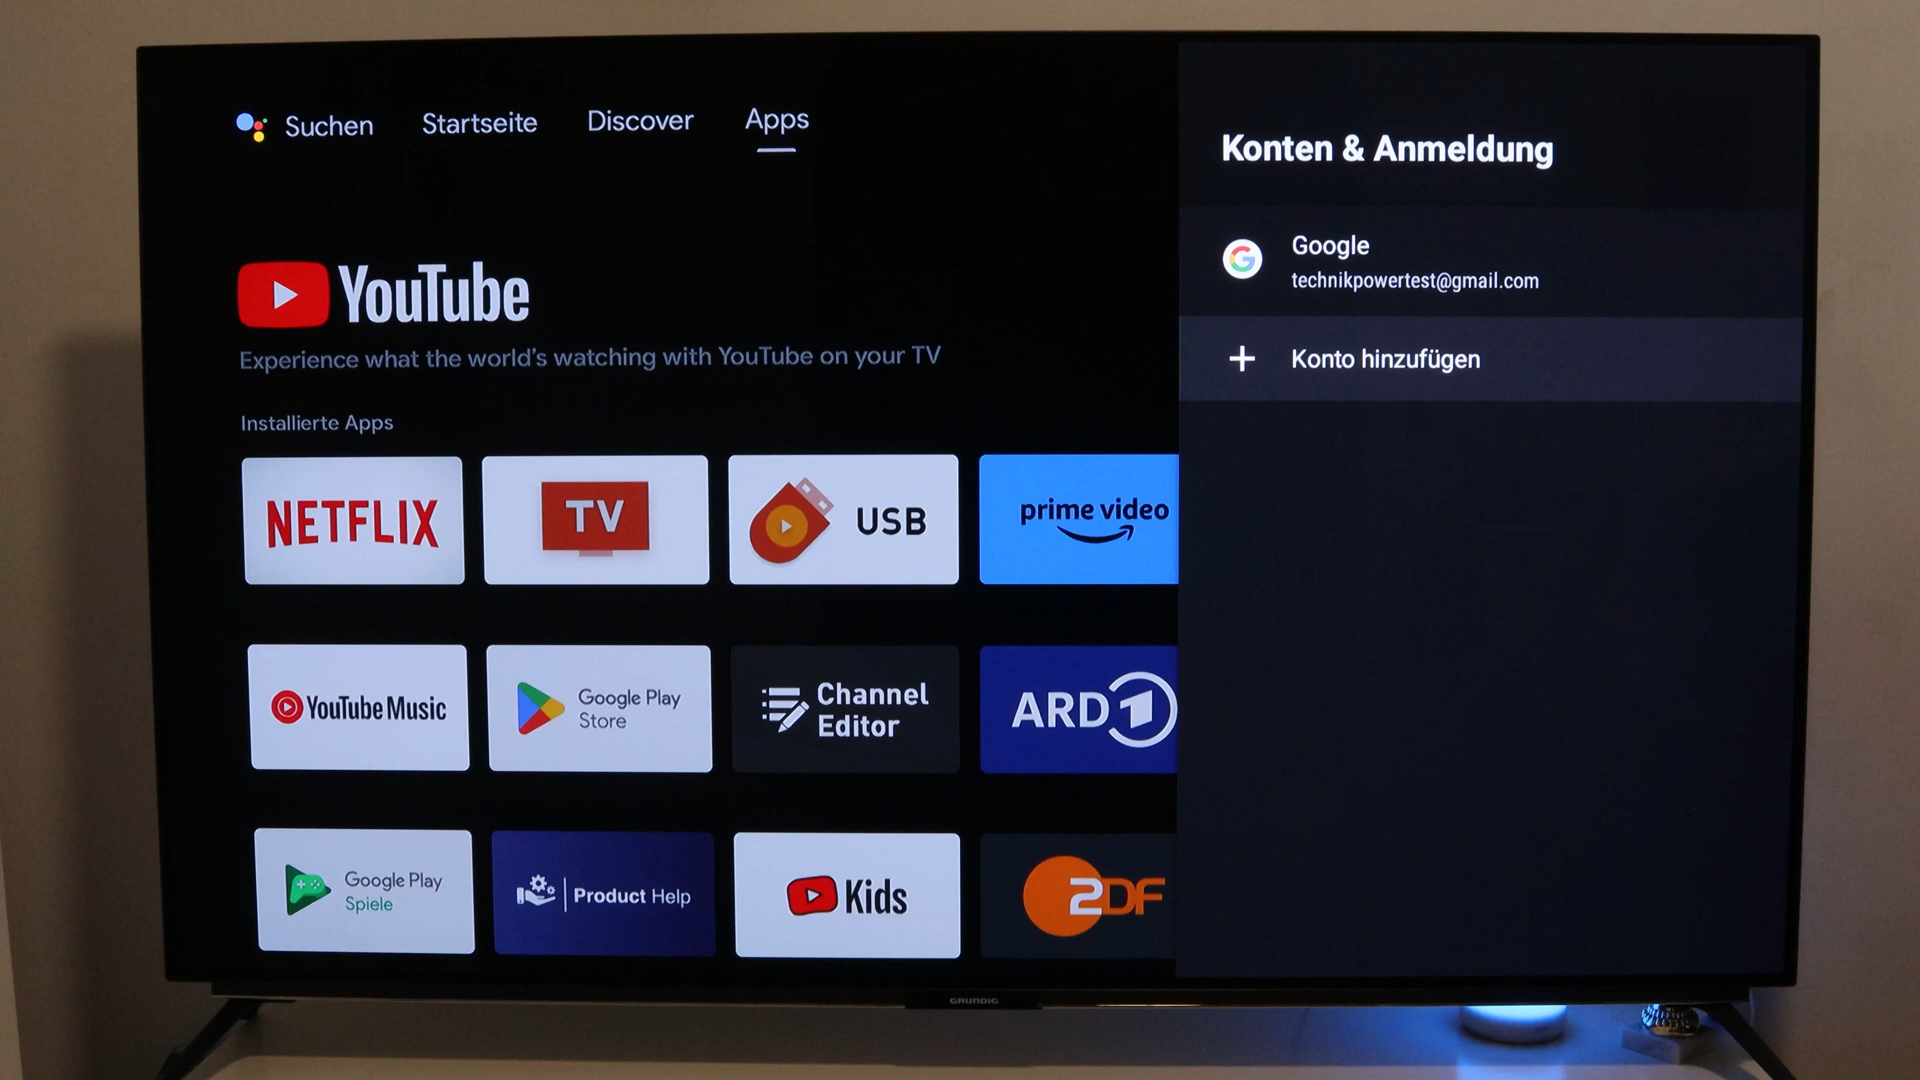 Suchen
Startseite
Discover
Apps
YouTube
Experience what the world's watching with YouTube on your TV
Installierte Apps
NETFLIX
TV
USB
prime video
YouTube Music
Google Play
Store
Channel
Editor
ARD 1
Google Play
Spiele
Product Help
Kids
2DF
Konten & Anmeldung
G
Google
technikpowertest@gmail.com
+ Konto hinzufügen
GRUNDIG